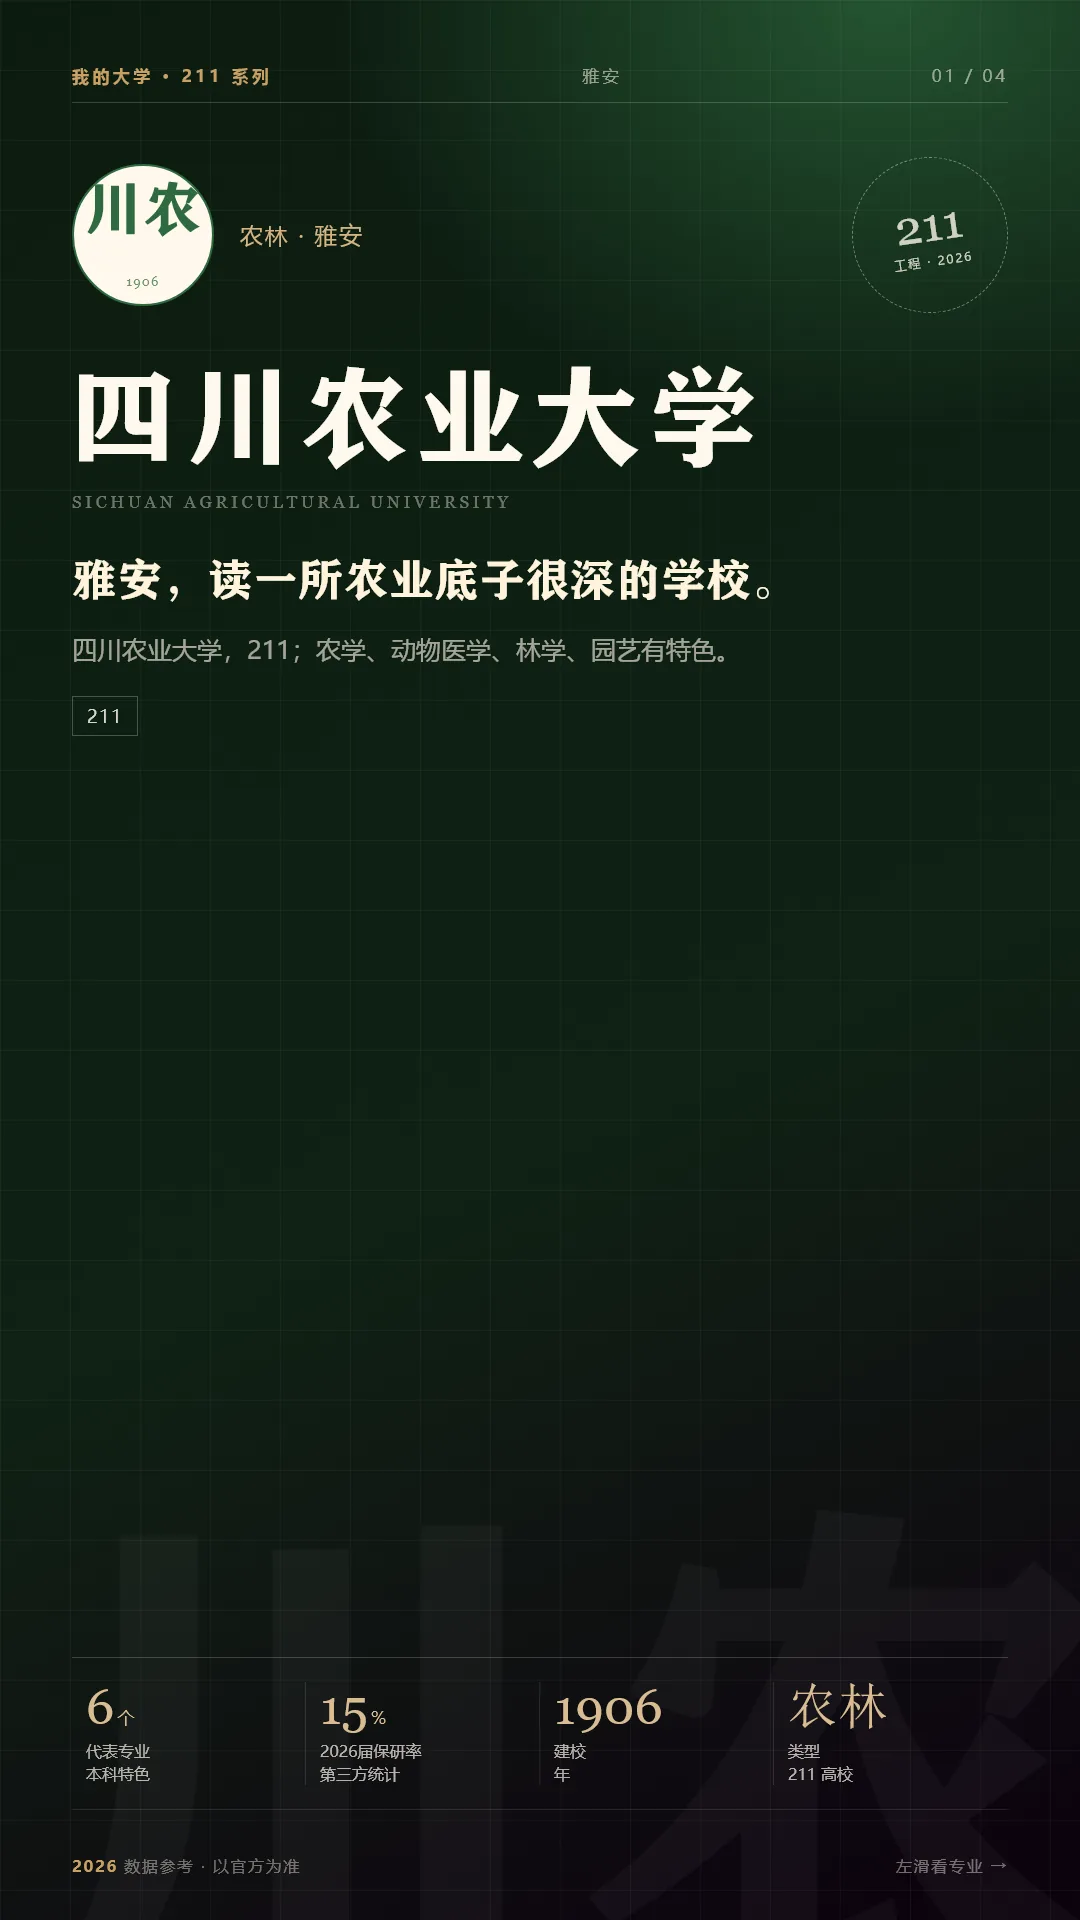 我的大学 · 211 系列
雅安
01 / 04
川农
1906
农林 · 雅安
211
工程 · 2026
四川农业大学
SICHUAN AGRICULTURAL UNIVERSITY
雅安，读一所农业底子很深的学校。
四川农业大学，211；农学、动物医学、林学、园艺有特色。
211
川农
6个
代表专业
本科特色
15%
2026届保研率
第三方统计
1906
建校
年
农林
类型
211 高校
2026 数据参考 · 以官方为准
左滑看专业 →